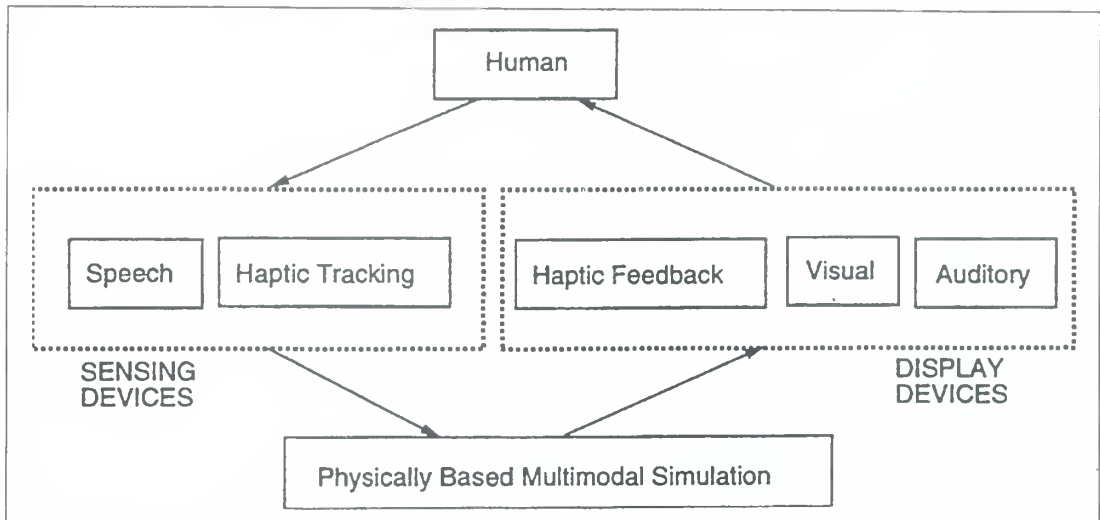 Human
Speech
Haptic Tracking
Haptic Feedback
Visual
Auditory
SENSING
DEVICES
DISPLAY
DEVICES
Physically Based Multimodal Simulation